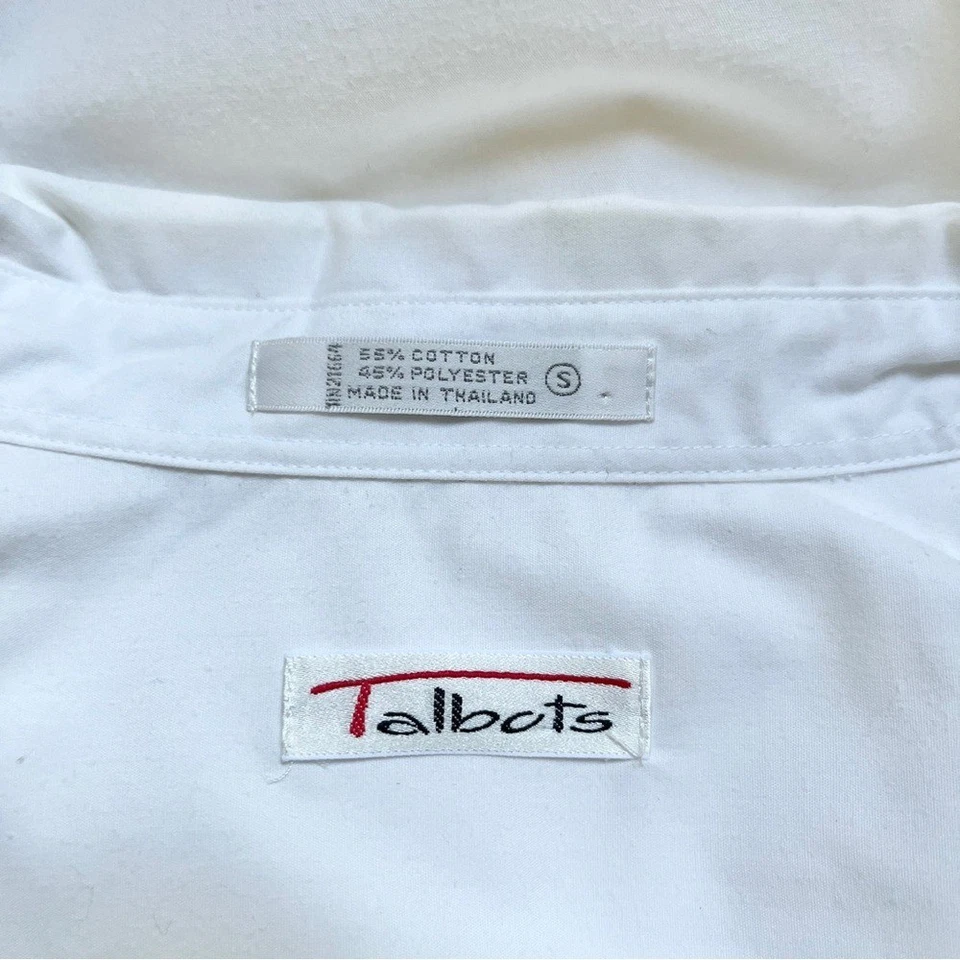 55% COTTON
45% POLYESTER
MADE IN THAILAND
S
Talbots